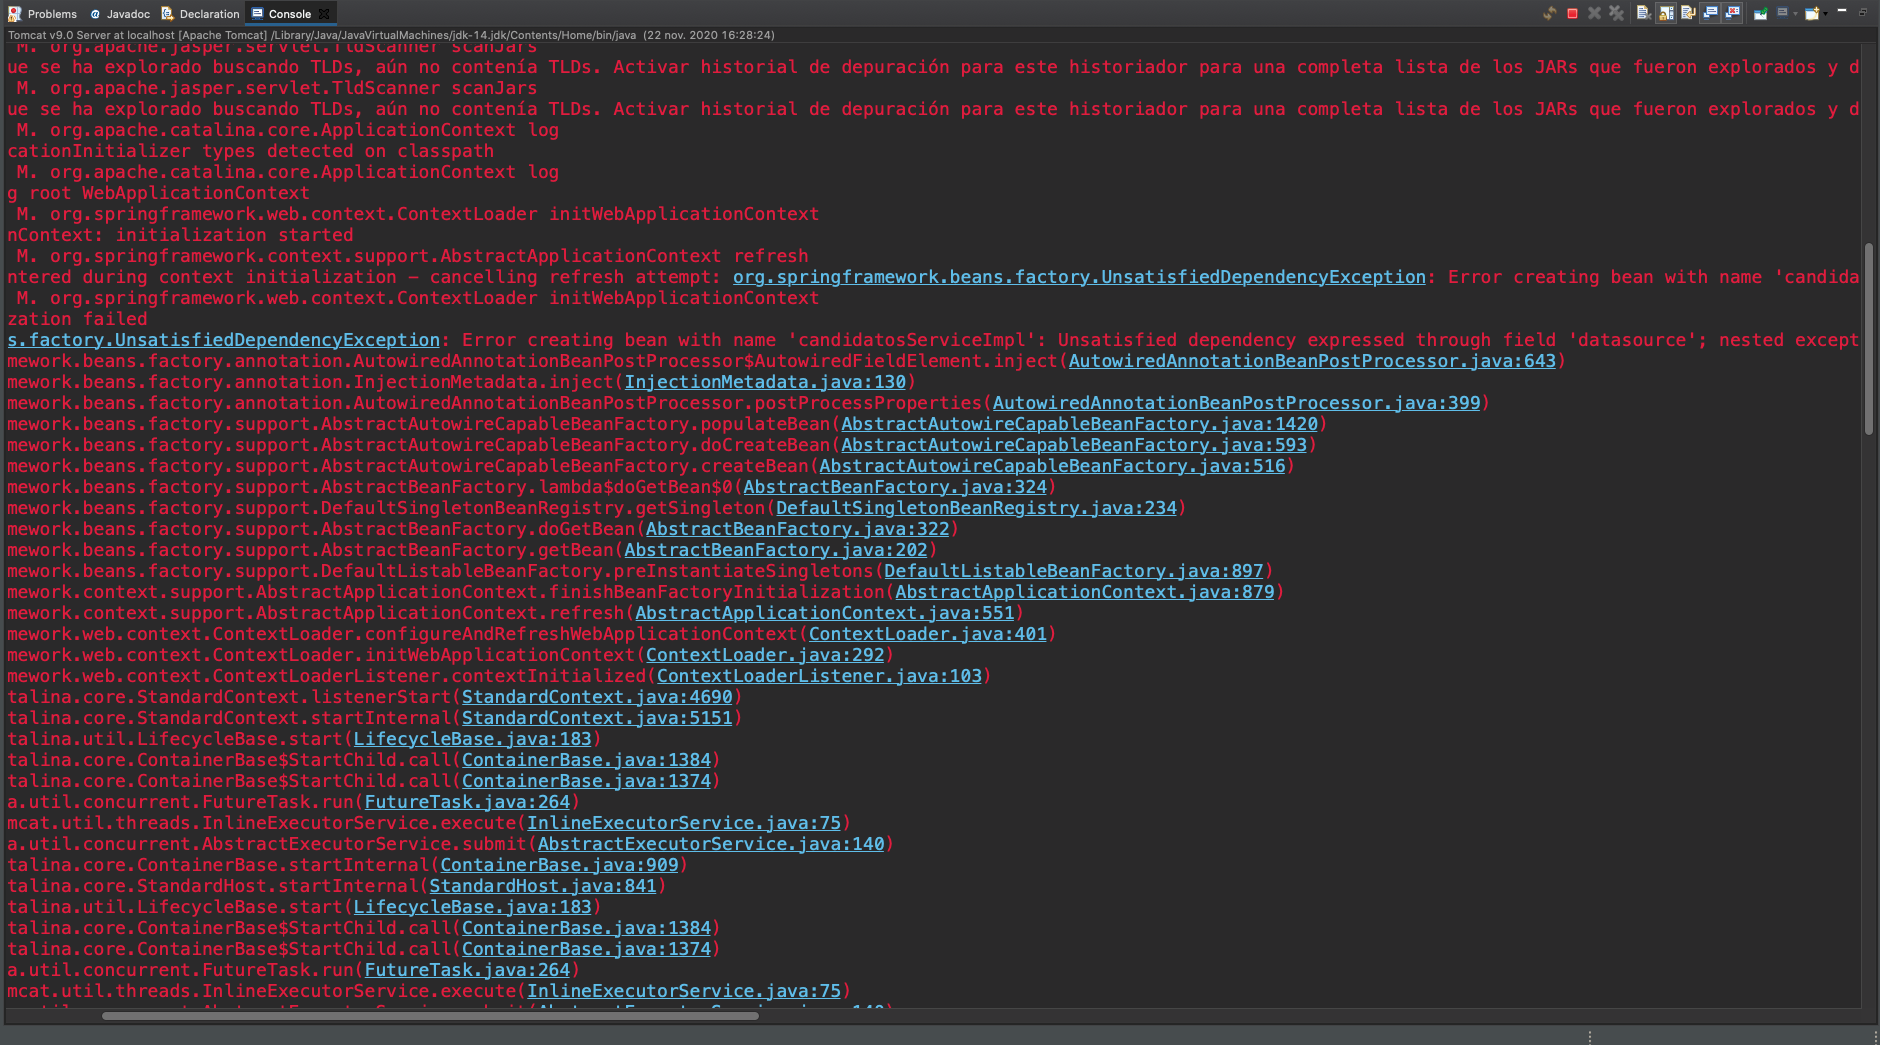 Problems @ Javadoc Declaration Console
Tomcat v9.0 Server at localhost [Apache Tomcat] /Library/Java/JavaVirtualMachines/jdk-14.jdk/Contents/Home/bin/java (22 nov. 2020 16:28:24)
M. org.apache.jasper.servlet.TldScanner scanJars
ue se ha explorado buscando TLDs, aún no contenía TLDs. Activar historial de depuración para este historiador para una completa lista de los JARs que fueron explorados y d
M. org.apache.jasper.servlet.TldScanner scanJars
ue se ha explorado buscando TLDs, aún no contenía TLDs. Activar historial de depuración para este historiador para una completa lista de los JARs que fueron explorados y d
M. org.apache.catalina.core.ApplicationContext log
cationInitializer types detected on classpath
M. org.apache.catalina.core.ApplicationContext log
g root WebApplicationContext
M. org.springframework.web.context.ContextLoader initWebApplicationContext
nContext: initialization started
M. org.springframework.context.support.AbstractApplicationContext refresh
ntered during context initialization – cancelling refresh attempt: org.springframework.beans.factory.UnsatisfiedDependencyException: Error creating bean with name 'candida
M. org.springframework.web.context.ContextLoader initWebApplicationContext
zation failed
s.factory.UnsatisfiedDependencyException: Error creating bean with name 'candidatosServiceImpl': Unsatisfied dependency expressed through field 'datasource'; nested except
mework.beans.factory.annotation.AutowiredAnnotationBeanPostProcessor$AutowiredFieldElement.inject(AutowiredAnnotationBeanPostProcessor.java:643)
mework.beans.factory.annotation.InjectionMetadata.inject(InjectionMetadata.java:130)
mework.beans.factory.annotation.AutowiredAnnotationBeanPostProcessor.postProcessProperties(AutowiredAnnotationBeanPostProcessor.java:399)
mework.beans.factory.support.AbstractAutowireCapableBeanFactory.populateBean(AbstractAutowireCapableBeanFactory.java:1420)
mework.beans.factory.support.AbstractAutowireCapableBeanFactory.doCreateBean(AbstractAutowireCapableBeanFactory.java:593)
mework.beans.factory.support.AbstractAutowireCapableBeanFactory.createBean(AbstractAutowireCapableBeanFactory.java:516)
mework.beans.factory.support.AbstractBeanFactory.lambda$doGetBean$0(AbstractBeanFactory.java:324)
mework.beans.factory.support.DefaultSingletonBeanRegistry.getSingleton(DefaultSingletonBeanRegistry.java:234)
mework.beans.factory.support.AbstractBeanFactory.doGetBean(AbstractBeanFactory.java:322)
mework.beans.factory.support.AbstractBeanFactory.getBean(AbstractBeanFactory.java:202)
mework.beans.factory.support.DefaultListableBeanFactory.preInstantiateSingletons(DefaultListableBeanFactory.java:897)
mework.context.support.AbstractApplicationContext.finishBeanFactoryInitialization(AbstractApplicationContext.java:879)
mework.context.support.AbstractApplicationContext.refresh(AbstractApplicationContext.java:551)
mework.web.context.ContextLoader.configureAndRefreshWebApplicationContext(ContextLoader.java:401)
mework.web.context.ContextLoader.initWebApplicationContext(ContextLoader.java:292)
mework.web.context.ContextLoaderListener.contextInitialized(ContextLoaderListener.java:103)
talina.core.StandardContext.listenerStart(StandardContext.java:4690)
talina.core.StandardContext.startInternal(StandardContext.java:5151)
talina.util.LifecycleBase.start(LifecycleBase.java:183)
talina.core.ContainerBase$StartChild.call(ContainerBase.java:1384)
talina.core.ContainerBase$StartChild.call(ContainerBase.java:1374)
a.util.concurrent.FutureTask.run(FutureTask.java:264)
mcat.util.threads.InlineExecutorService.execute(InlineExecutorService.java:75)
a.util.concurrent.AbstractExecutorService.submit(AbstractExecutorService.java:140)
talina.core.ContainerBase.startInternal(ContainerBase.java:909)
talina.core.StandardHost.startInternal(StandardHost.java:841)
talina.util.LifecycleBase.start(LifecycleBase.java:183)
talina.core.ContainerBase$StartChild.call(ContainerBase.java:1384)
talina.core.ContainerBase$StartChild.call(ContainerBase.java:1374)
a.util.concurrent.FutureTask.run(FutureTask.java:264)
mcat.util.threads.InlineExecutorService.execute(InlineExecutorService.java:75)